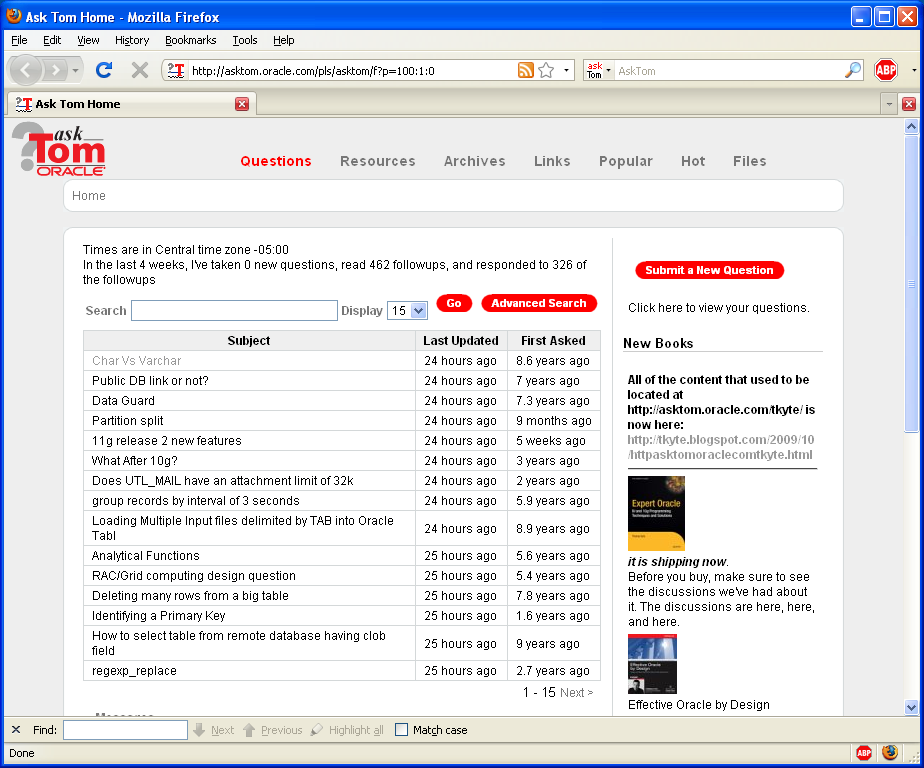 Ask Tom Home - Mozilla Firefox
File Edit View History Bookmarks Tools Help
http://asktom.oracle.com/pls/asktom/f?p=100:1:0
ask Tom
AskTom
ABP
?T Ask Tom Home
? ask
Tom
ORACLE
Questions Resources Archives Links Popular Hot Files
Home
Times are in Central time zone -05:00
In the last 4 weeks, I've taken 0 new questions, read 462 followups, and responded to 326 of
the followups
Search Display 15 Go Advanced Search
Subject Last Updated First Asked
Char Vs Varchar 24 hours ago 8.6 years ago
Public DB link or not? 24 hours ago 7 years ago
Data Guard 24 hours ago 7.3 years ago
Partition split 24 hours ago 9 months ago
11g release 2 new features 24 hours ago 5 weeks ago
What After 10g? 24 hours ago 3 years ago
Does UTL_MAIL have an attachment limit of 32k 24 hours ago 2 years ago
group records by interval of 3 seconds 24 hours ago 5.9 years ago
Loading Multiple Input files delimited by TAB into Oracle
Tabl 24 hours ago 8.9 years ago
Analytical Functions 25 hours ago 5.6 years ago
RAC/Grid computing design question 25 hours ago 5.4 years ago
Deleting many rows from a big table 25 hours ago 7.8 years ago
Identifying a Primary Key 25 hours ago 1.6 years ago
How to select table from remote database having clob
field 25 hours ago 9 years ago
regexp_replace 25 hours ago 2.7 years ago
1 - 15 Next >
Submit a New Question
Click here to view your questions.
New Books
All of the content that used to be
located at
http://asktom.oracle.com/tkyte/ is
now here:
http://tkyte.blogspot.com/2009/10
/httpasktomoraclecomtkyte.html
Expert Oracle
it is shipping now.
Before you buy, make sure to see
the discussions we've had about
it. The discussions are here, here,
and here.
Effective Oracle
by Design
Effective Oracle by Design
Find: Next Previous Highlight all Match case
Done
ABP